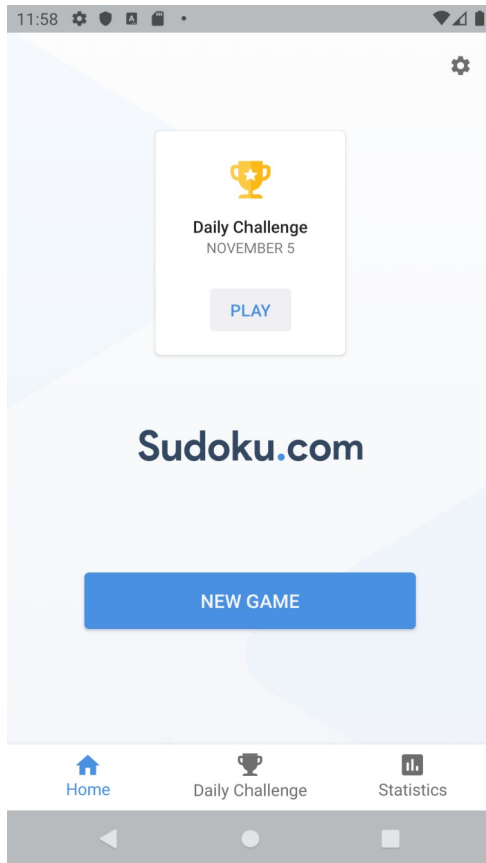 11:58
Daily Challenge
NOVEMBER 5
PLAY
Sudoku.com
NEW GAME
Home
Daily Challenge
Statistics